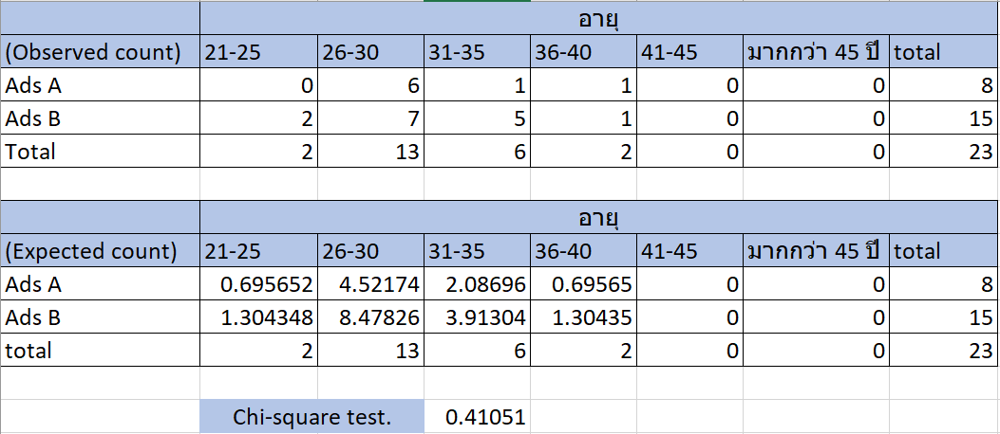 อายุ
(Observed count) 21-25 26-30 31-35 36-40 41-45 มากกว่า 45 ปี total
Ads A 0 6 1 1 0 0 8
Ads B 2 7 5 1 0 0 15
Total 2 13 6 2 0 0 23
อายุ
(Expected count) 21-25 26-30 31-35 36-40 41-45 มากกว่า 45 ปี total
Ads A 0.695652 4.52174 2.08696 0.69565 0 0 8
Ads B 1.304348 8.47826 3.91304 1.30435 0 0 15
total 2 13 6 2 0 0 23
Chi-square test. 0.41051